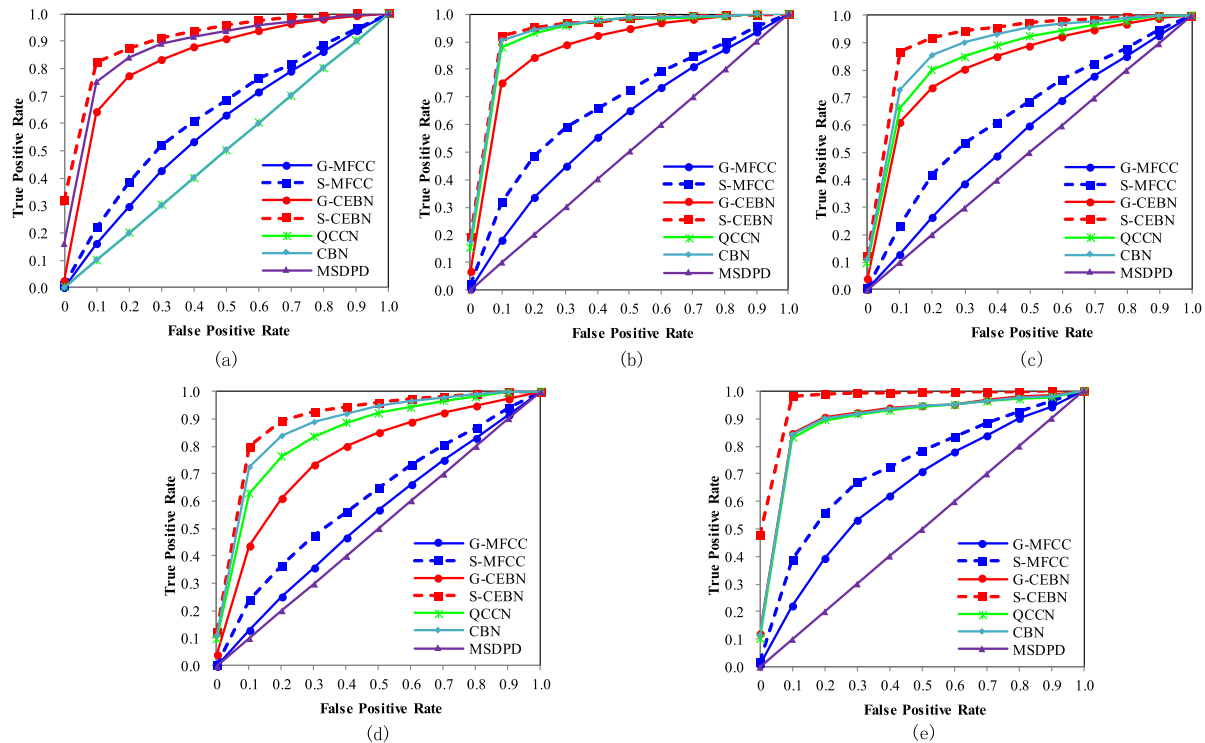 True Positive Rate
1.0
0.9
0.8
0.7
0.6
0.5
0.4
0.3
0.2
0.1
0.0
0 0.1 0.2 0.3 0.4 0.5 0.6 0.7 0.8 0.9 1.0
False Positive Rate
G-MFCC
S-MFCC
G-CEBN
S-CEBN
QCCN
CBN
MSDPD
(a)
True Positive Rate
1.0
0.9
0.8
0.7
0.6
0.5
0.4
0.3
0.2
0.1
0.0
0 0.1 0.2 0.3 0.4 0.5 0.6 0.7 0.8 0.9 1.0
False Positive Rate
G-MFCC
S-MFCC
G-CEBN
S-CEBN
QCCN
CBN
MSDPD
(b)
True Positive Rate
1.0
0.9
0.8
0.7
0.6
0.5
0.4
0.3
0.2
0.1
0.0
0 0.1 0.2 0.3 0.4 0.5 0.6 0.7 0.8 0.9 1.0
False Positive Rate
G-MFCC
S-MFCC
G-CEBN
S-CEBN
QCCN
CBN
MSDPD
(c)
True Positive Rate
1.0
0.9
0.8
0.7
0.6
0.5
0.4
0.3
0.2
0.1
0.0
0 0.1 0.2 0.3 0.4 0.5 0.6 0.7 0.8 0.9 1.0
False Positive Rate
G-MFCC
S-MFCC
G-CEBN
S-CEBN
QCCN
CBN
MSDPD
(d)
True Positive Rate
1.0
0.9
0.8
0.7
0.6
0.5
0.4
0.3
0.2
0.1
0.0
0 0.1 0.2 0.3 0.4 0.5 0.6 0.7 0.8 0.9 1.0
False Positive Rate
G-MFCC
S-MFCC
G-CEBN
S-CEBN
QCCN
CBN
MSDPD
(e)